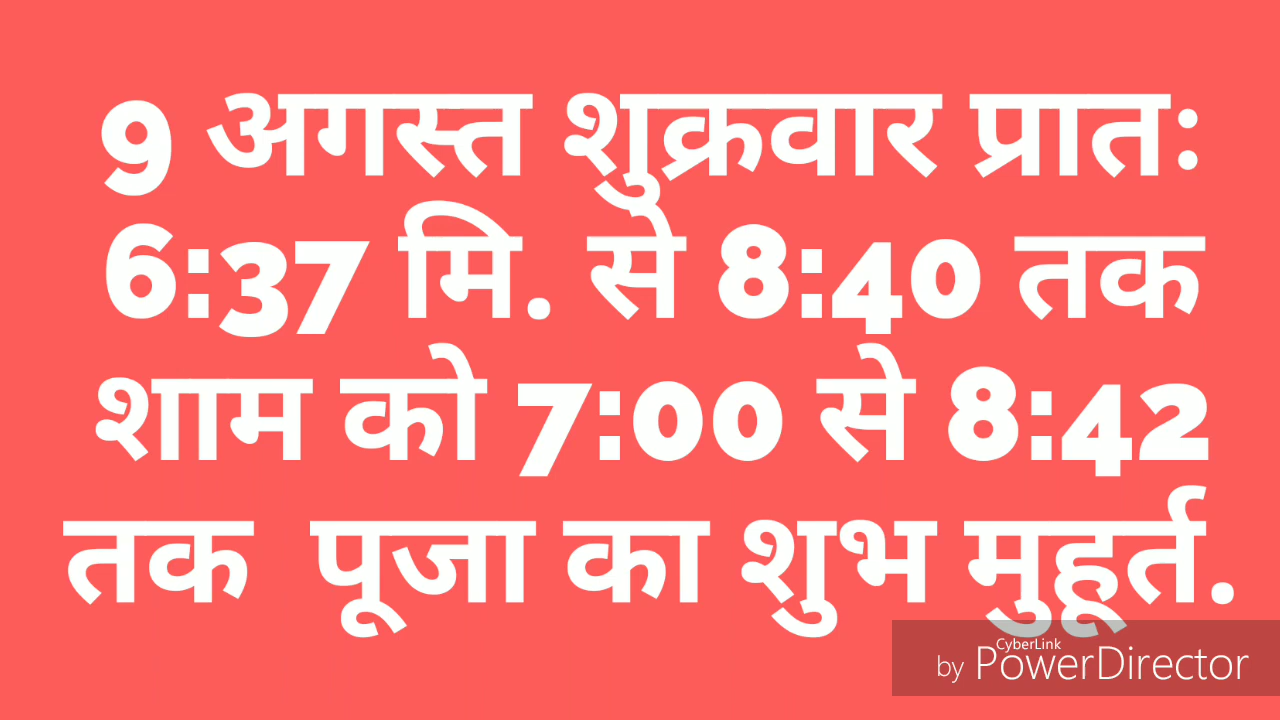 9 अगस्त शुक्रवार प्रातः
6:37 मि. से 8:40 तक
शाम को 7:00 से 8:42
तक पूजा का शुभ मुहूर्त.
CyberLink
by PowerDirector